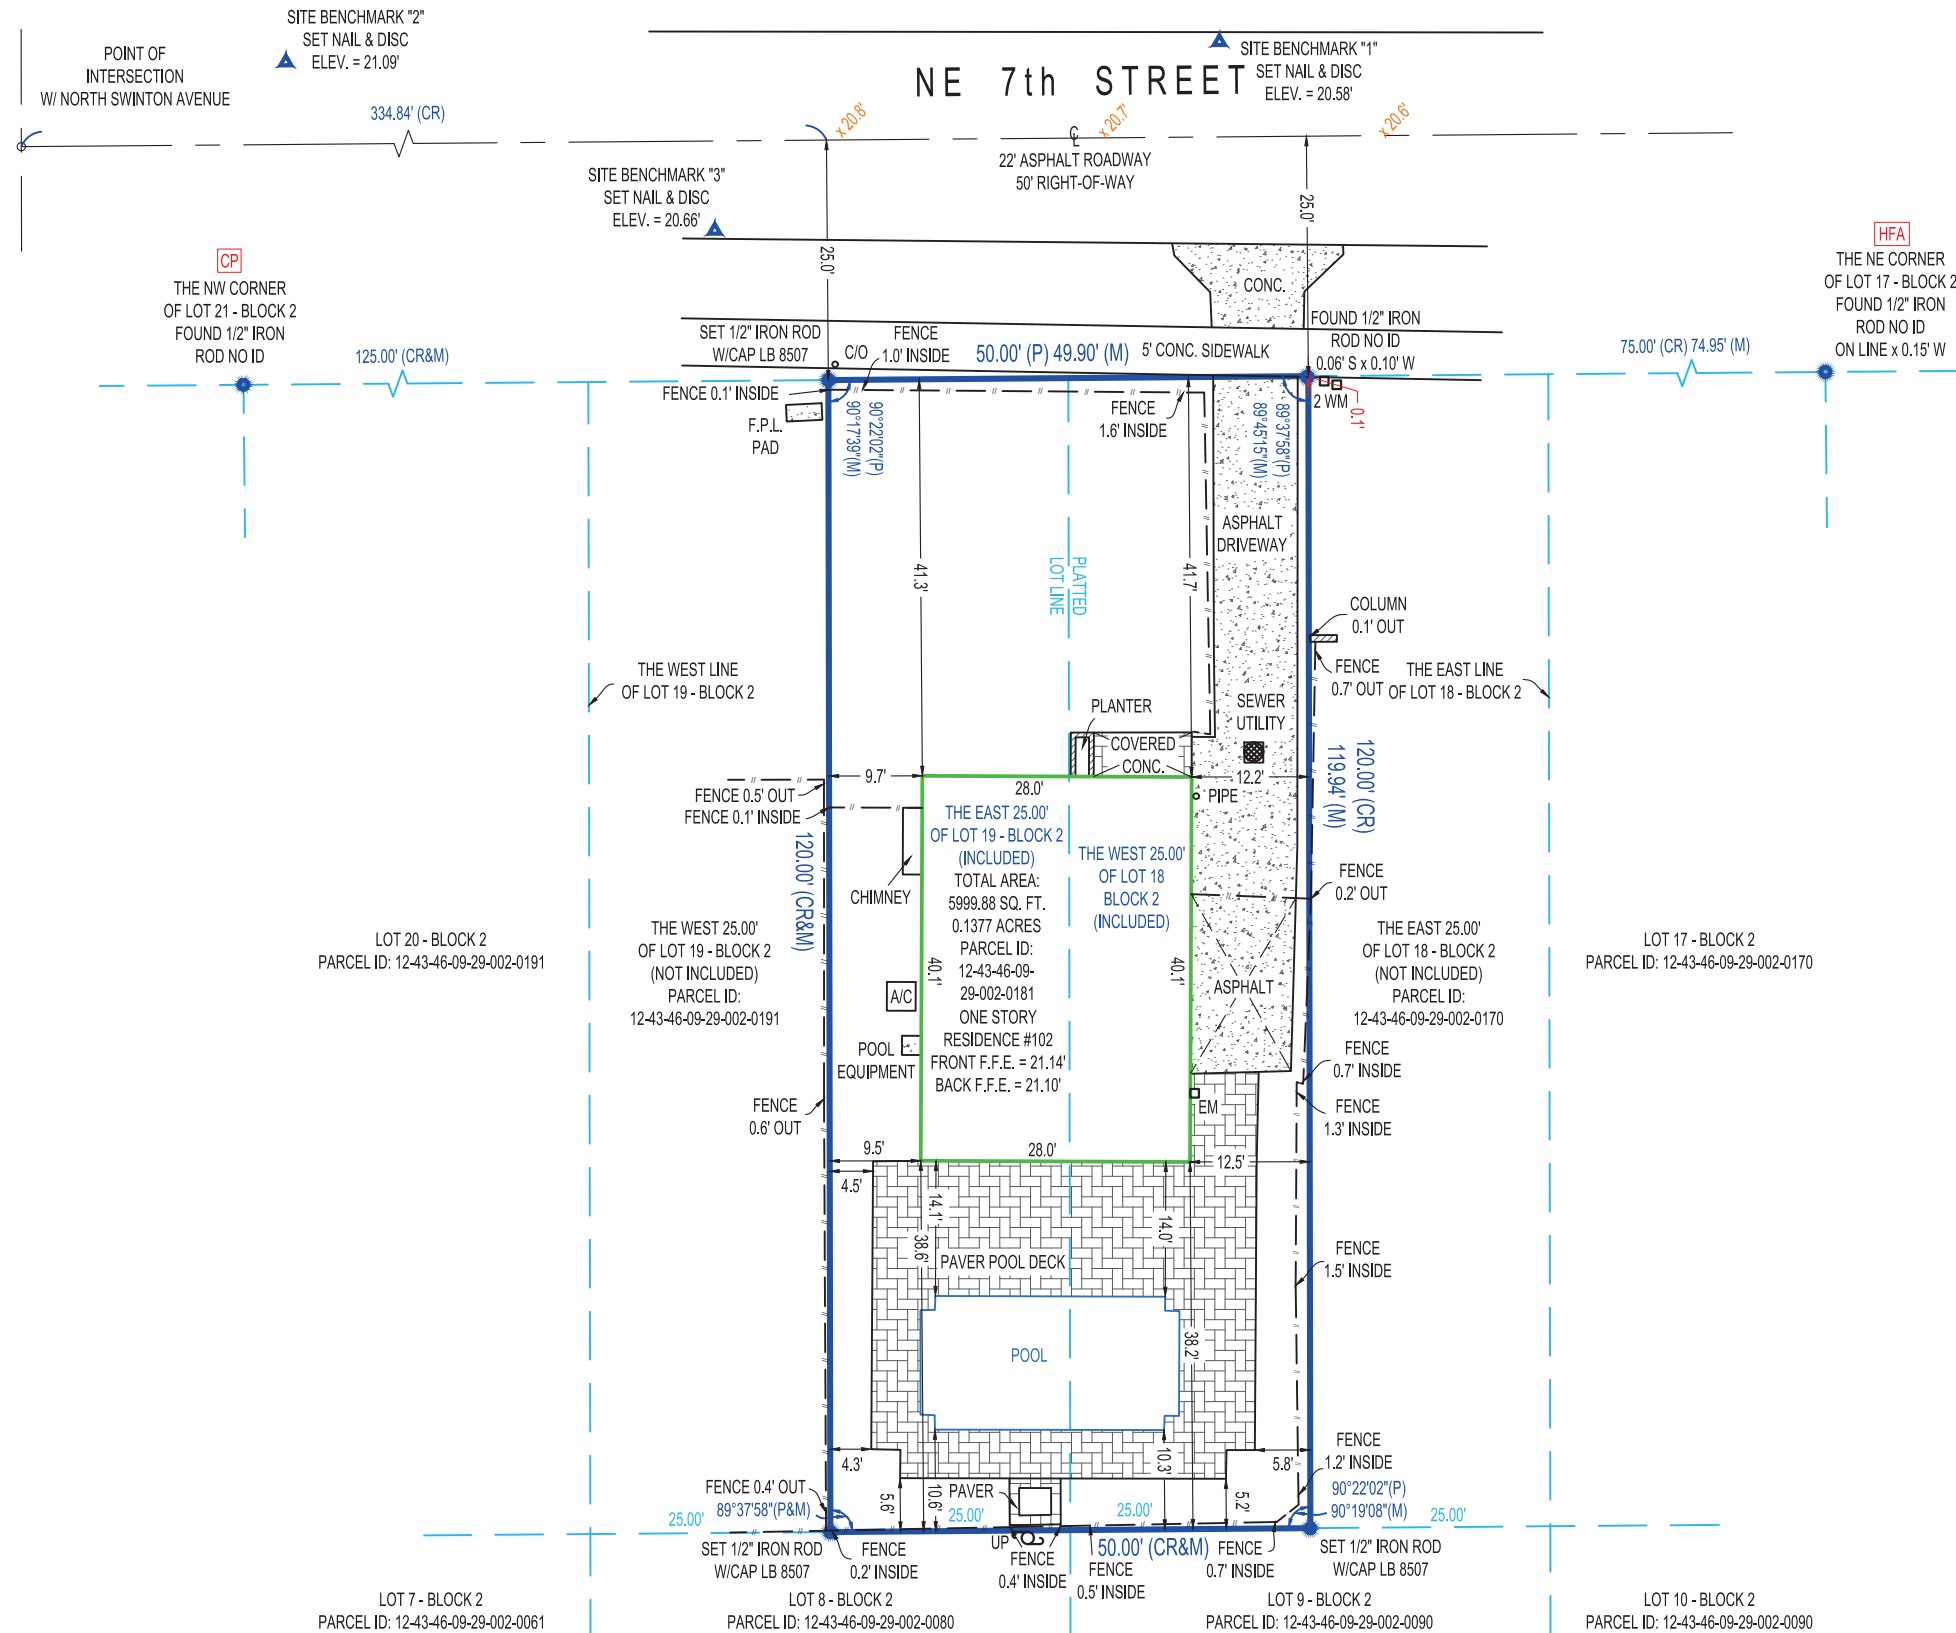 SITE BENCHMARK "2"
SET NAIL & DISC
ELEV. = 21.09'
POINT OF
INTERSECTION
W/ NORTH SWINTON AVENUE
334.84' (CR)
NE 7th STREET
SITE BENCHMARK "1"
SET NAIL & DISC
ELEV. = 20.58'
x 20.8'
x 20.7'
x 20.6'
℄
22' ASPHALT ROADWAY
50' RIGHT-OF-WAY
SITE BENCHMARK "3"
SET NAIL & DISC
ELEV. = 20.66'
25.0'
25.0'
CP
THE NW CORNER
OF LOT 21 - BLOCK 2
FOUND 1/2" IRON
ROD NO ID
HFA
THE NE CORNER
OF LOT 17 - BLOCK 2
FOUND 1/2" IRON
ROD NO ID
ON LINE x 0.15' W
CONC.
125.00' (CR&M)
SET 1/2" IRON ROD
W/CAP LB 8507
C/O
FENCE
1.0' INSIDE
50.00' (P) 49.90' (M)
5' CONC. SIDEWALK
FOUND 1/2" IRON
ROD NO ID
0.06' S x 0.10' W
75.00' (CR) 74.95' (M)
FENCE 0.1' INSIDE
F.P.L.
PAD
90°22'02"(P)
90°17'39"(M)
FENCE
1.6' INSIDE
89°37'58"(P)
89°45'15"(M)
2 WM
0.1'
ASPHALT
DRIVEWAY
41.3'
PLATTED
LOT LINE
41.7'
COLUMN
0.1' OUT
FENCE
0.7' OUT
THE WEST LINE
OF LOT 19 - BLOCK 2
THE EAST LINE
OF LOT 18 - BLOCK 2
PLANTER
SEWER
UTILITY
COVERED
CONC.
120.00' (CR)
119.94' (M)
9.7'
28.0'
12.2'
PIPE
FENCE 0.5' OUT
FENCE 0.1' INSIDE
120.00' (CR&M)
CHIMNEY
THE EAST 25.00'
OF LOT 19 - BLOCK 2
(INCLUDED)
TOTAL AREA:
5999.88 SQ. FT.
0.1377 ACRES
PARCEL ID:
12-43-46-09-
29-002-0181
ONE STORY
RESIDENCE #102
FRONT F.F.E. = 21.14'
BACK F.F.E. = 21.10'
THE WEST 25.00'
OF LOT 18
BLOCK 2
(INCLUDED)
FENCE
0.2' OUT
LOT 20 - BLOCK 2
PARCEL ID: 12-43-46-09-29-002-0191
THE WEST 25.00'
OF LOT 19 - BLOCK 2
(NOT INCLUDED)
PARCEL ID:
12-43-46-09-29-002-0191
40.1'
40.1'
ASPHALT
THE EAST 25.00'
OF LOT 18 - BLOCK 2
(NOT INCLUDED)
PARCEL ID:
12-43-46-09-29-002-0170
LOT 17 - BLOCK 2
PARCEL ID: 12-43-46-09-29-002-0170
A/C
POOL
EQUIPMENT
FENCE
0.7' INSIDE
FENCE
0.6' OUT
EM
FENCE
1.3' INSIDE
9.5'
28.0'
12.5'
4.5'
14.1'
38.6'
14.0'
PAVER POOL DECK
FENCE
1.5' INSIDE
POOL
38.2'
4.3'
10.3'
5.8'
FENCE
1.2' INSIDE
FENCE 0.4' OUT
89°37'58"(P&M)
5.6'
10.6'
PAVER
5.2'
90°22'02"(P)
90°19'08"(M)
25.00'
25.00'
25.00'
25.00'
UP
50.00' (CR&M)
SET 1/2" IRON ROD
W/CAP LB 8507
FENCE
0.2' INSIDE
FENCE
0.4' INSIDE
FENCE
0.5' INSIDE
FENCE
0.7' INSIDE
SET 1/2" IRON ROD
W/CAP LB 8507
LOT 7 - BLOCK 2
PARCEL ID: 12-43-46-09-29-002-0061
LOT 8 - BLOCK 2
PARCEL ID: 12-43-46-09-29-002-0080
LOT 9 - BLOCK 2
PARCEL ID: 12-43-46-09-29-002-0090
LOT 10 - BLOCK 2
PARCEL ID: 12-43-46-09-29-002-0090